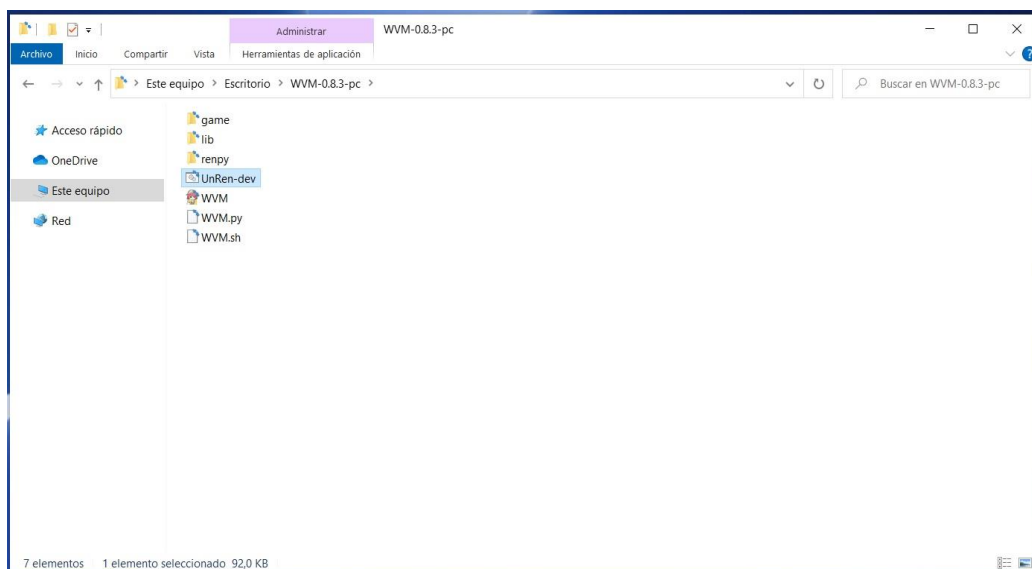 Administrar WVM-0.8.3-pc
Archivo Inicio Compartir Vista Herramientas de aplicación
Este equipo > Escritorio > WVM-0.8.3-pc > Buscar en WVM-0.8.3-pc
Acceso rápido
OneDrive
Este equipo
Red
game
lib
renpy
UnRen-dev
WVM
WVM.py
WVM.sh
7 elementos 1 elemento seleccionado 92,0 KB